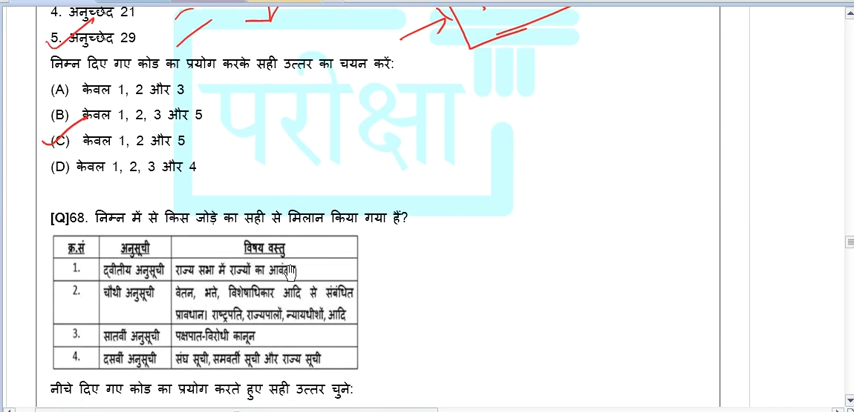 4. अनुच्छेद 21
5. अनुच्छेद 29
निम्न दिए गए कोड का प्रयोग करके सही उत्तर का चयन करें:
(A) केवल 1, 2 और 3
(B) केवल 1, 2, 3 और 5
(C) केवल 1, 2 और 5
(D) केवल 1, 2, 3 और 4
परीक्षा
[Q]68. निम्न में से किस जोड़े का सही से मिलान किया गया हैं?
क्र.सं अनुसूची विषय वस्तु
1. द्वीतीय अनुसूची राज्य सभा में राज्यों का आवंटन
2. चौथी अनुसूची वेतन, भत्ते, विशेषाधिकार आदि से संबंधित
प्रावधान। राष्ट्रपति, राज्यपालों, न्यायधीशों, आदि
3. सातवीं अनुसूची पक्षपात-विरोधी कानून
4. दसवीं अनुसूची संघ सूची, समवर्ती सूची और राज्य सूची
नीचे दिए गए कोड का प्रयोग करते हुए सही उत्तर चुने: